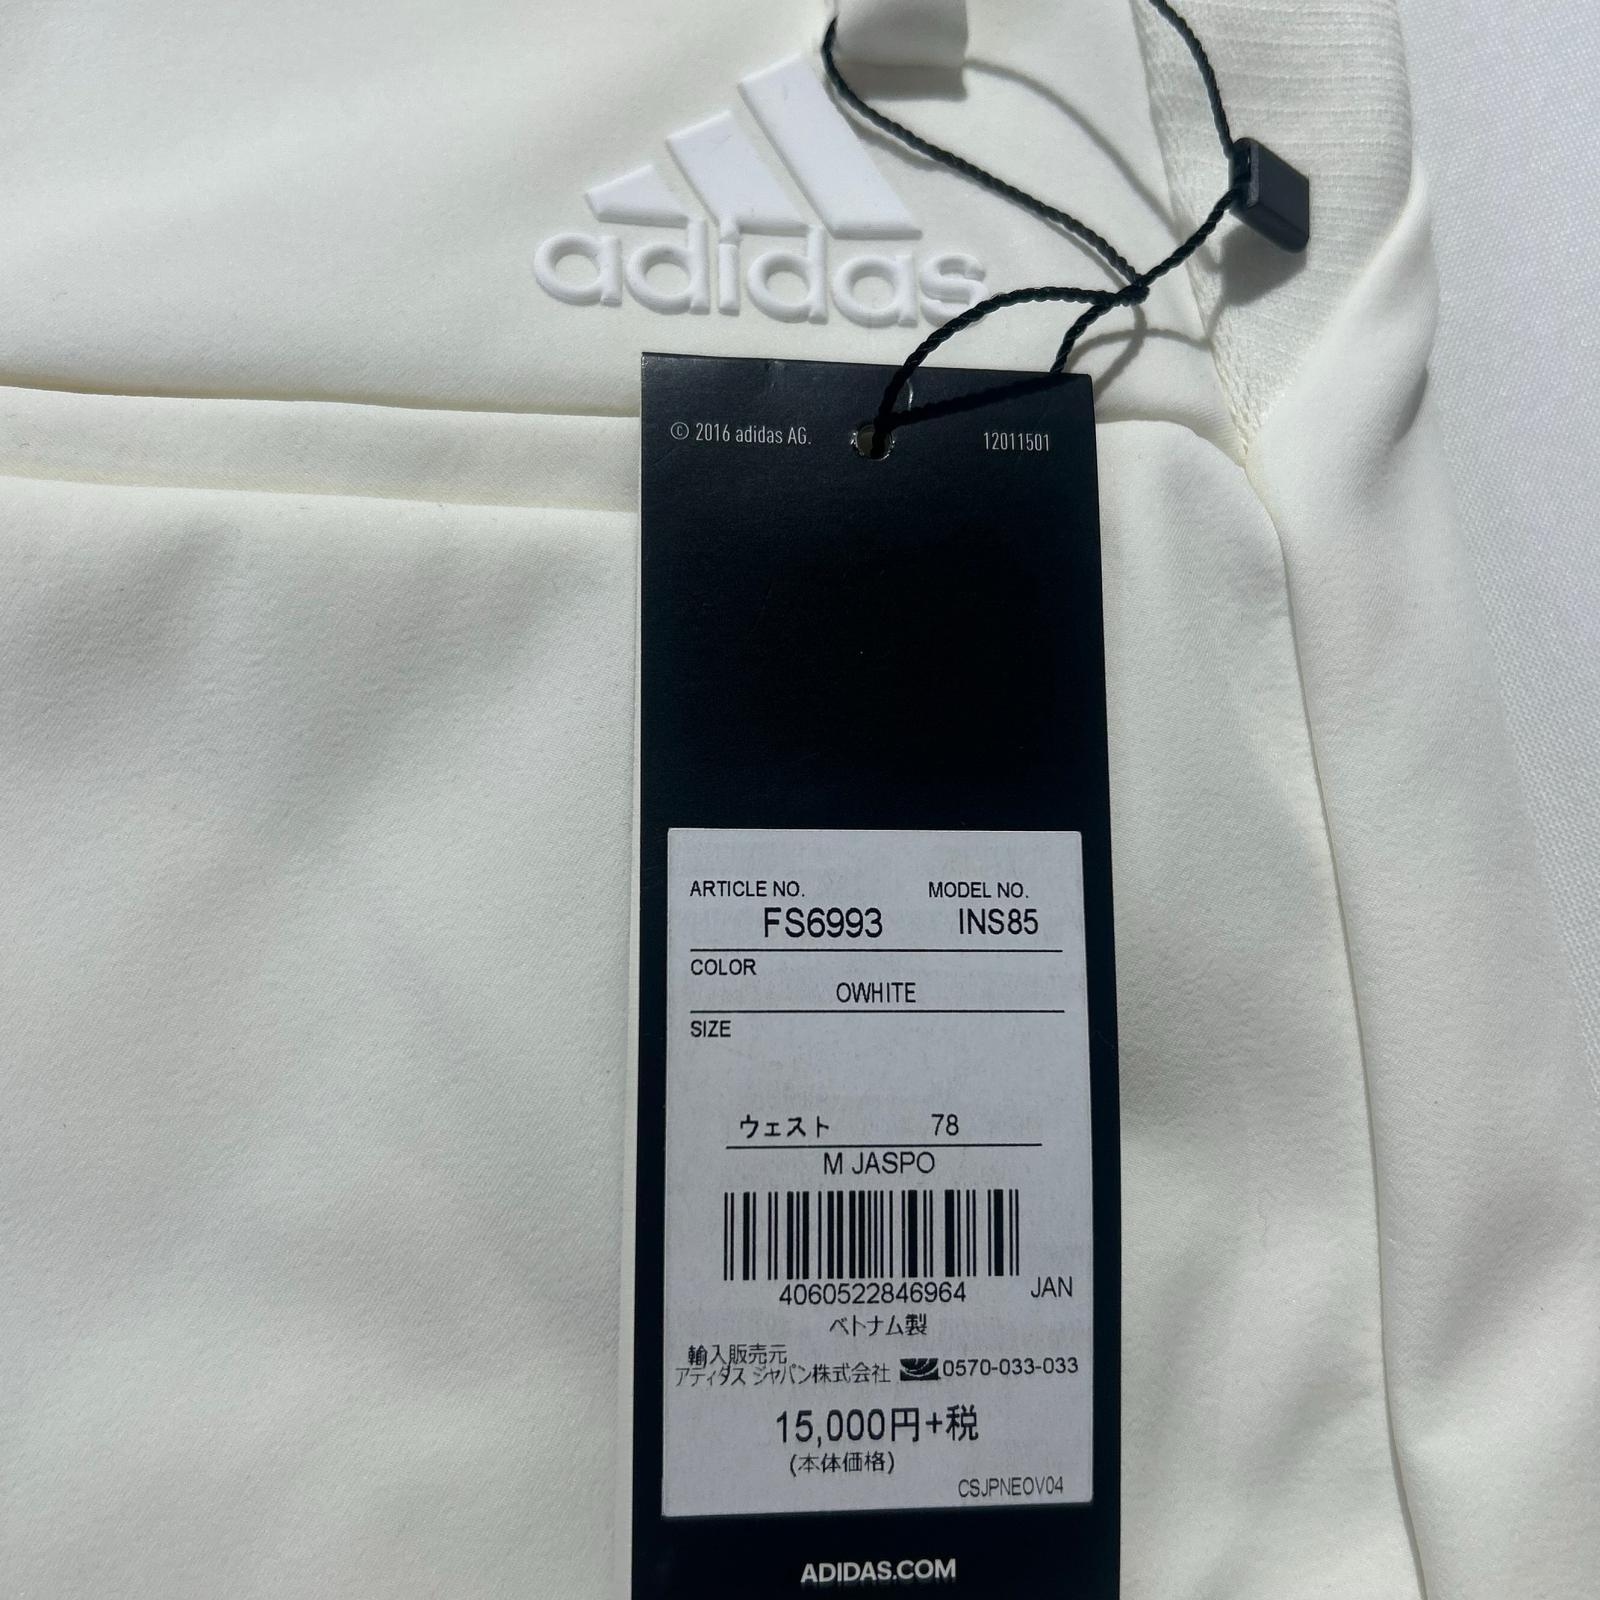 adidas
© 2016 adidas AG. 12011501
ARTICLE NO. MODEL NO.
FS6993 INS85
COLOR
OWHITE
SIZE
ウェスト 78
M JASPO
4060522846964 JAN
ベトナム製
輸入販売元
アディダス ジャパン株式会社 0570-033-033
15,000円+税
(本体価格)
CSJPNEOV04
ADIDAS.COM